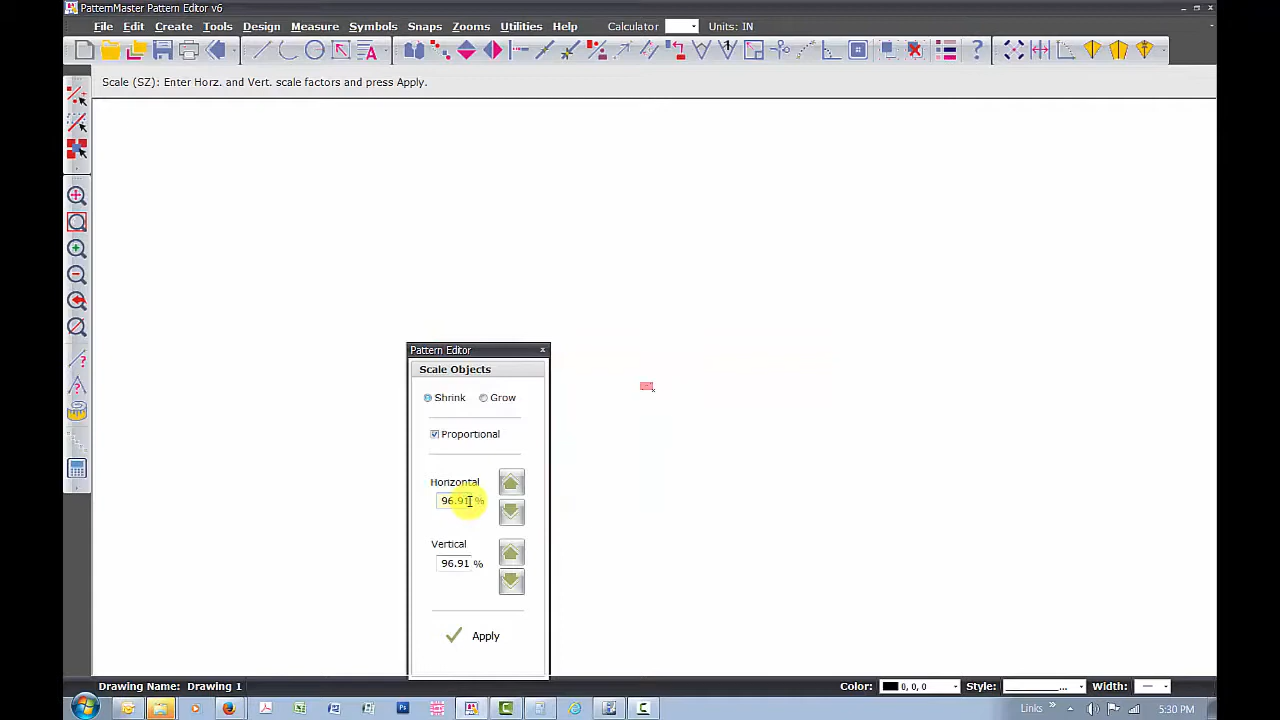 PatternMaster Pattern Editor v6
File Edit Create Tools Design Measure Symbols Snaps Zooms Utilities Help Calculator Units: IN
Scale (SZ): Enter Horz. and Vert. scale factors and press Apply.
Pattern Editor
Scale Objects
Shrink Grow
Proportional
Horizontal
96.91 %
Vertical
96.91 %
Apply
Drawing Name: Drawing 1 Color: 0, 0, 0 Style: Width:
Links 5:30 PM